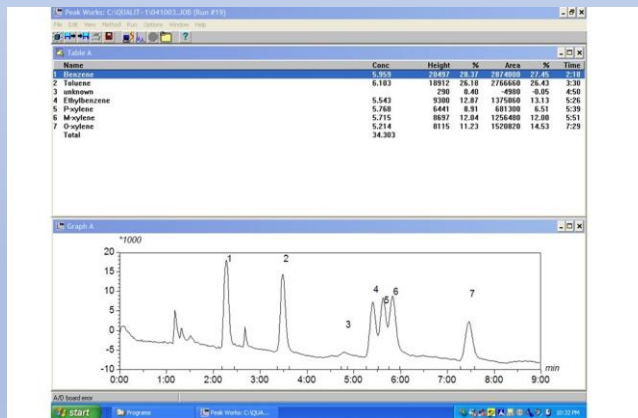 Peak Works: C:\QUALIT~1\041003.JOB (Run #19)
File Edit View Method Run Options Window Help
Table A
Name Conc Height % Area % Time
1 Benzene 5.959 20497 28.37 2874080 27.45 2:18
2 Toluene 6.103 18912 26.18 2766660 26.43 3:30
3 unknown 290 0.40 -4980 -0.05 4:50
4 Ethylbenzene 5.543 9300 12.87 1375060 13.13 5:26
5 P-xylene 5.768 6441 8.91 681300 6.51 5:39
6 M-xylene 5.715 8697 12.04 1256480 12.00 5:51
7 O-xylene 5.214 8115 11.23 1520820 14.53 7:29
Total 34.303
Graph A
*1000
20
15
10
5
0
-5
-10
1
2
3
4
5
6
7
min
0:00 1:00 2:00 3:00 4:00 5:00 6:00 7:00 8:00 9:00
A/D board error
start Programs Peak Works: C:\QUA... 10:32 PM